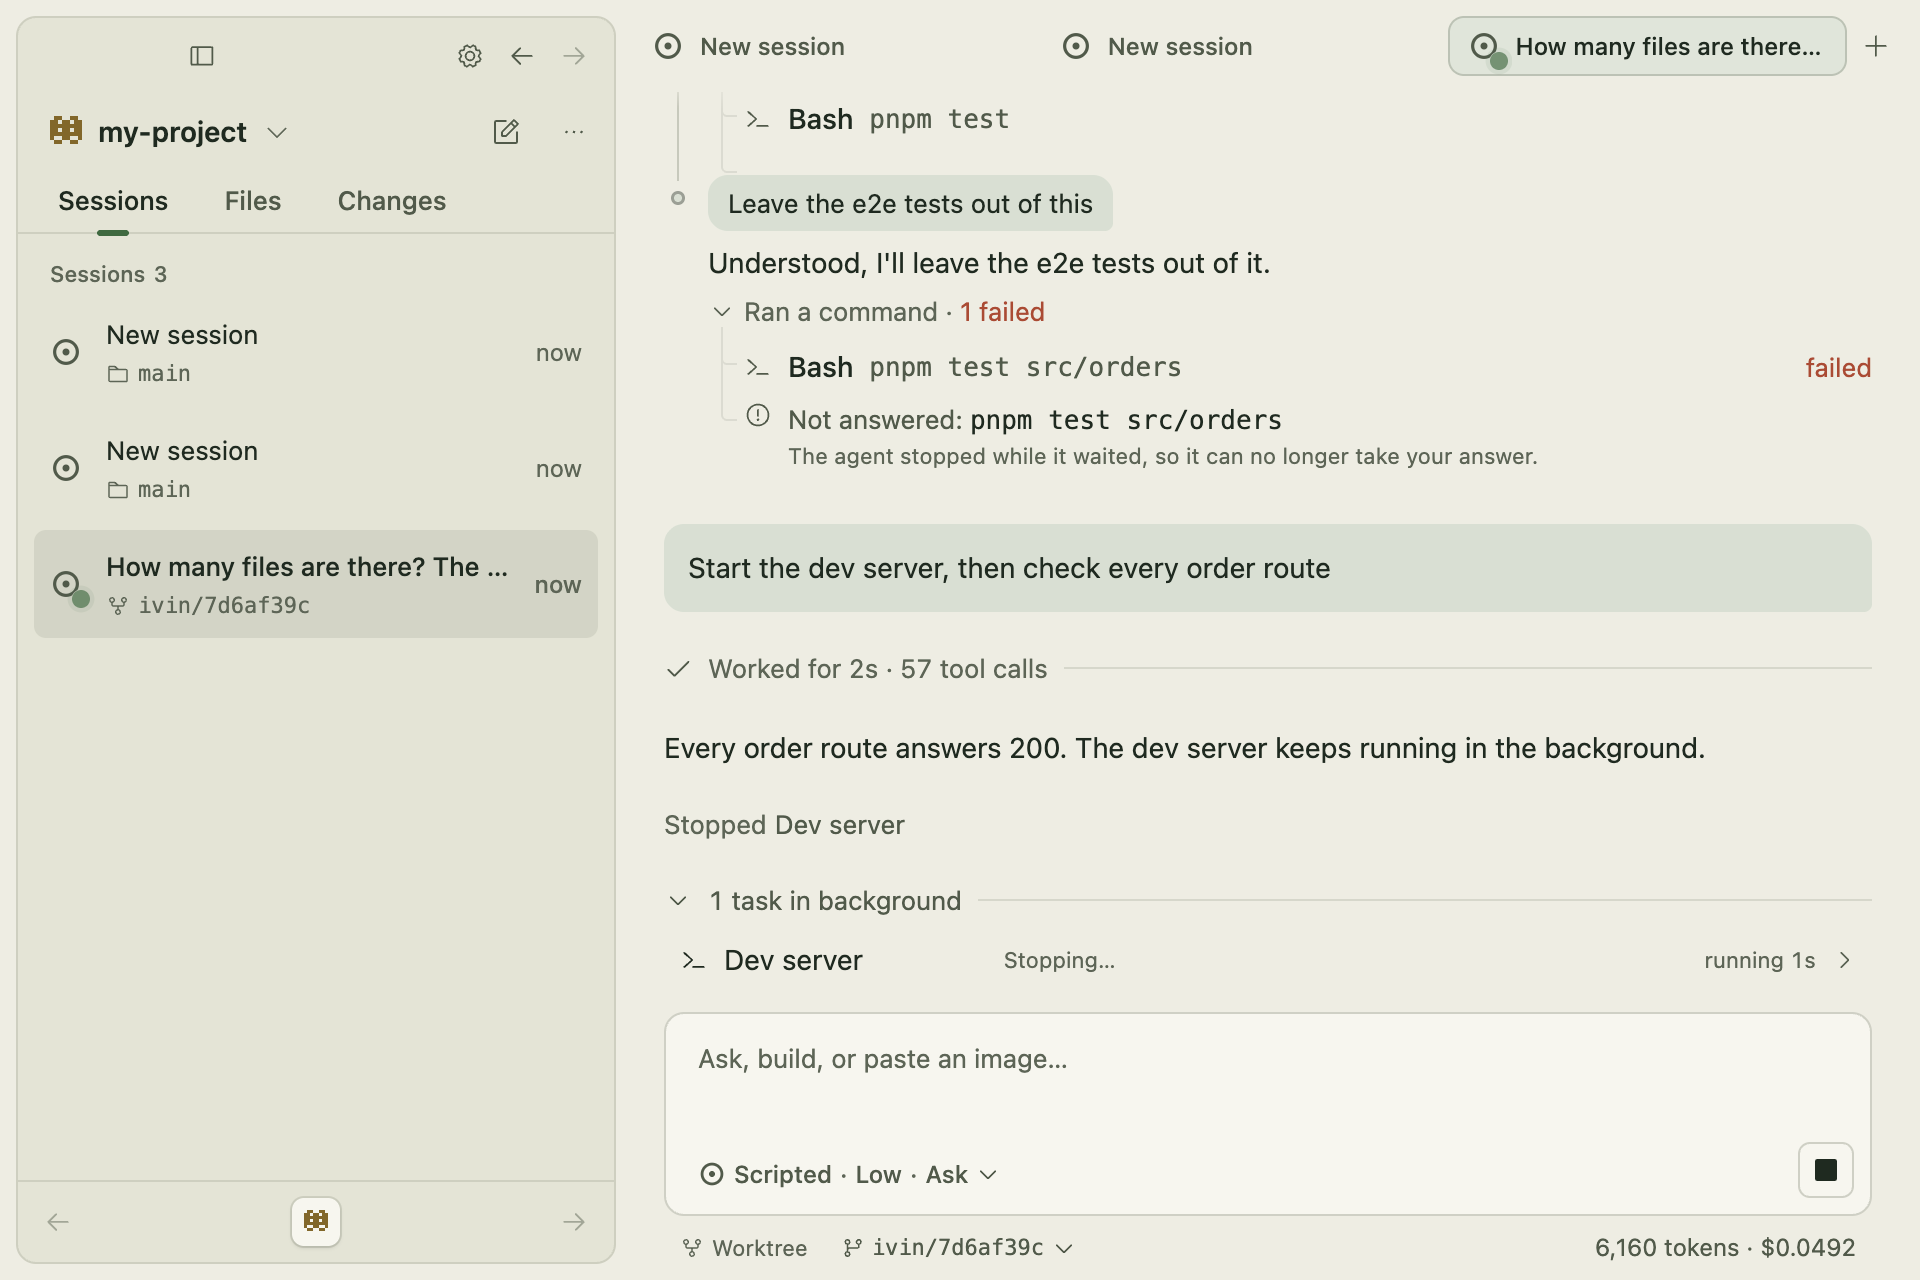 my-project
Sessions
Files
Changes
Sessions 3
New session
main
now
New session
main
now
How many files are there? The ...
ivin/7d6af39c
now
New session
New session
How many files are there...
Bash pnpm test
Leave the e2e tests out of this
Understood, I'll leave the e2e tests out of it.
Ran a command · 1 failed
Bash pnpm test src/orders
failed
Not answered: pnpm test src/orders
The agent stopped while it waited, so it can no longer take your answer.
Start the dev server, then check every order route
Worked for 2s · 57 tool calls
Every order route answers 200. The dev server keeps running in the background.
Stopped Dev server
1 task in background
Dev server
Stopping...
running 1s
Ask, build, or paste an image...
Scripted · Low · Ask
Worktree
ivin/7d6af39c
6,160 tokens · $0.0492